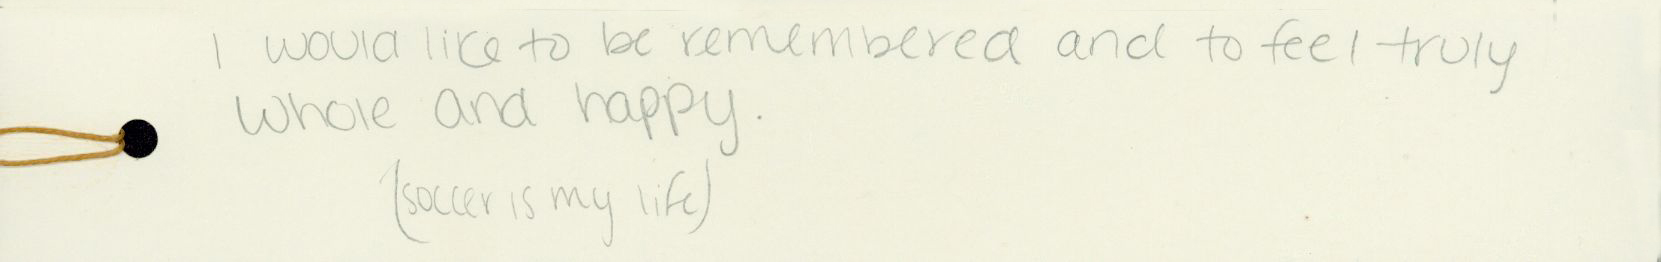 I would like to be remembered and to feel truly
whole and happy.
(soccer is my life)